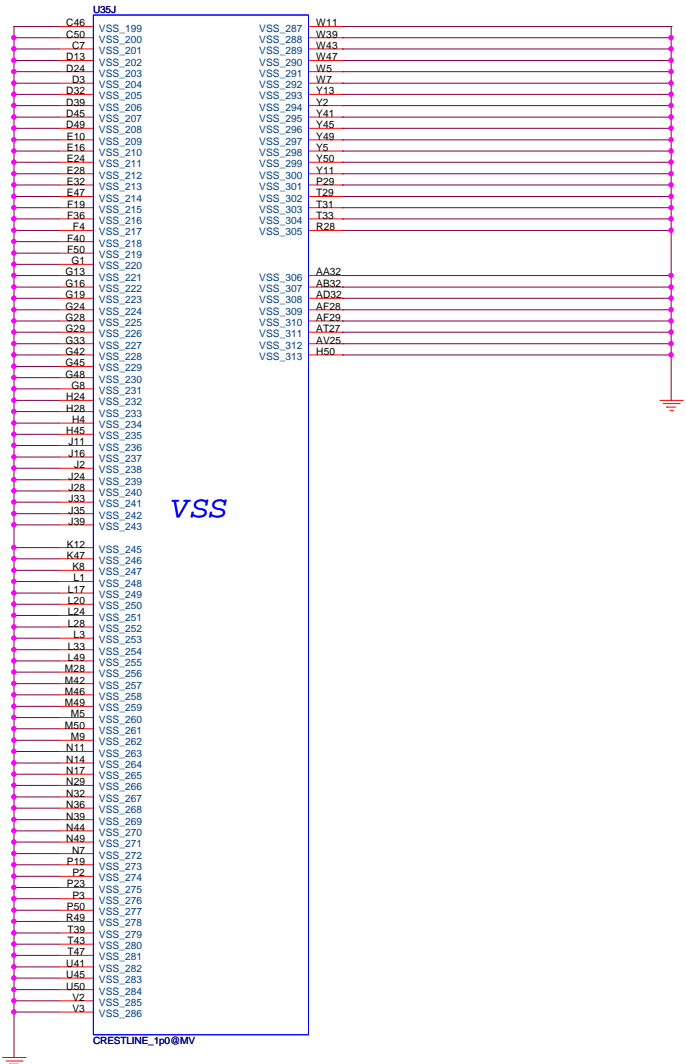 U35J
C46 VSS_199 VSS_287 W11
C50 VSS_200 VSS_288 W39
C7 VSS_201 VSS_289 W43
D13 VSS_202 VSS_290 W47
D24 VSS_203 VSS_291 W5
D3 VSS_204 VSS_292 W7
D32 VSS_205 VSS_293 Y13
D39 VSS_206 VSS_294 Y2
D45 VSS_207 VSS_295 Y41
D49 VSS_208 VSS_296 Y45
E10 VSS_209 VSS_297 Y49
E16 VSS_210 VSS_298 Y5
E24 VSS_211 VSS_299 Y50
E28 VSS_212 VSS_300 Y11
E32 VSS_213 VSS_301 P29
E47 VSS_214 VSS_302 T29
F19 VSS_215 VSS_303 T31
F36 VSS_216 VSS_304 T33
F4 VSS_217 VSS_305 R28
F40 VSS_218
F50 VSS_219
G1 VSS_220
G13 VSS_221 VSS_306 AA32
G16 VSS_222 VSS_307 AB32
G19 VSS_223 VSS_308 AD32
G24 VSS_224 VSS_309 AF28
G28 VSS_225 VSS_310 AF29
G29 VSS_226 VSS_311 AT27
G33 VSS_227 VSS_312 AV25
G42 VSS_228 VSS_313 H50
G45 VSS_229
G48 VSS_230
G8 VSS_231
H24 VSS_232
H28 VSS_233
H4 VSS_234
H45 VSS_235
J11 VSS_236
J16 VSS_237
J2 VSS_238
J24 VSS_239
J28 VSS_240
J33 VSS_241
J35 VSS_242
J39 VSS_243
VSS
K12 VSS_245
K47 VSS_246
K8 VSS_247
L1 VSS_248
L17 VSS_249
L20 VSS_250
L24 VSS_251
L28 VSS_252
L3 VSS_253
L33 VSS_254
L49 VSS_255
M28 VSS_256
M42 VSS_257
M46 VSS_258
M49 VSS_259
M5 VSS_260
M50 VSS_261
M9 VSS_262
N11 VSS_263
N14 VSS_264
N17 VSS_265
N29 VSS_266
N32 VSS_267
N36 VSS_268
N39 VSS_269
N44 VSS_270
N49 VSS_271
N7 VSS_272
P19 VSS_273
P2 VSS_274
P23 VSS_275
P3 VSS_276
P50 VSS_277
R49 VSS_278
T39 VSS_279
T43 VSS_280
T47 VSS_281
U41 VSS_282
U45 VSS_283
U50 VSS_284
V2 VSS_285
V3 VSS_286
CRESTLINE_1p0@MV